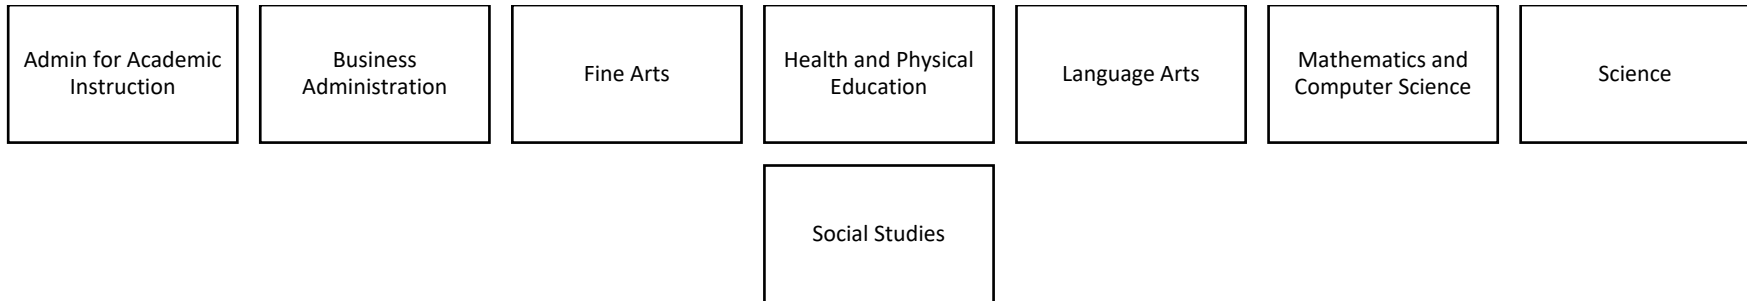 Admin for Academic
Instruction
Business
Administration
Fine Arts
Health and Physical
Education
Language Arts
Mathematics and
Computer Science
Science
Social Studies